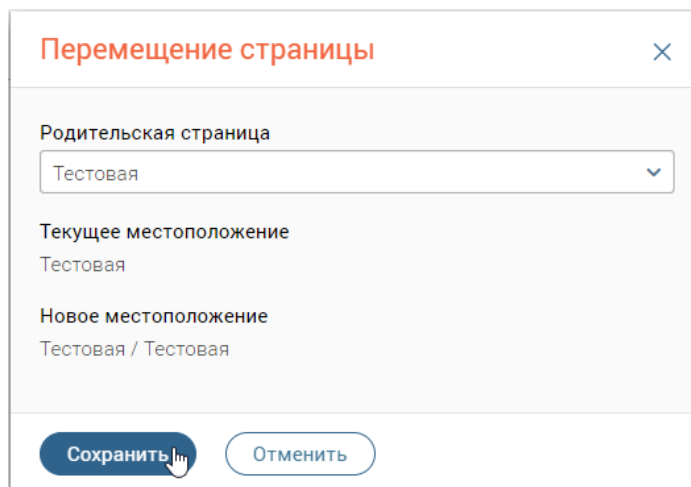 Перемещение страницы
Родительская страница
Тестовая
Текущее местоположение
Тестовая
Новое местоположение
Тестовая / Тестовая
Сохранить Отменить